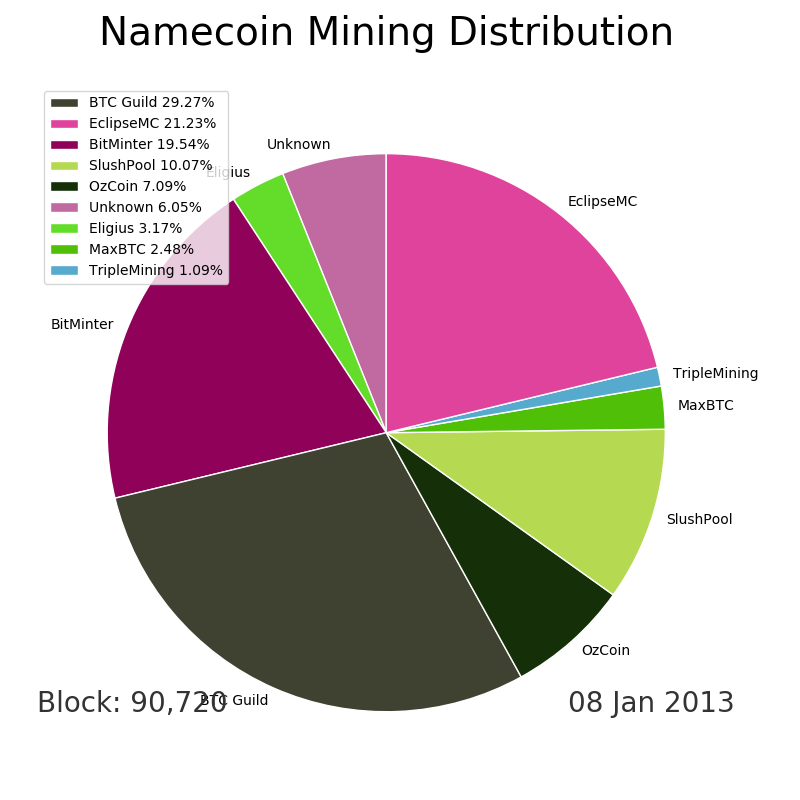 Namecoin Mining Distribution
BTC Guild 29.27%
EclipseMC 21.23%
BitMinter 19.54%
SlushPool 10.07%
OzCoin 7.09%
Unknown 6.05%
Eligius 3.17%
MaxBTC 2.48%
TripleMining 1.09%
Unknown
Eligius
EclipseMC
BitMinter
TripleMining
MaxBTC
SlushPool
OzCoin
BTC Guild
Block: 90,720
08 Jan 2013